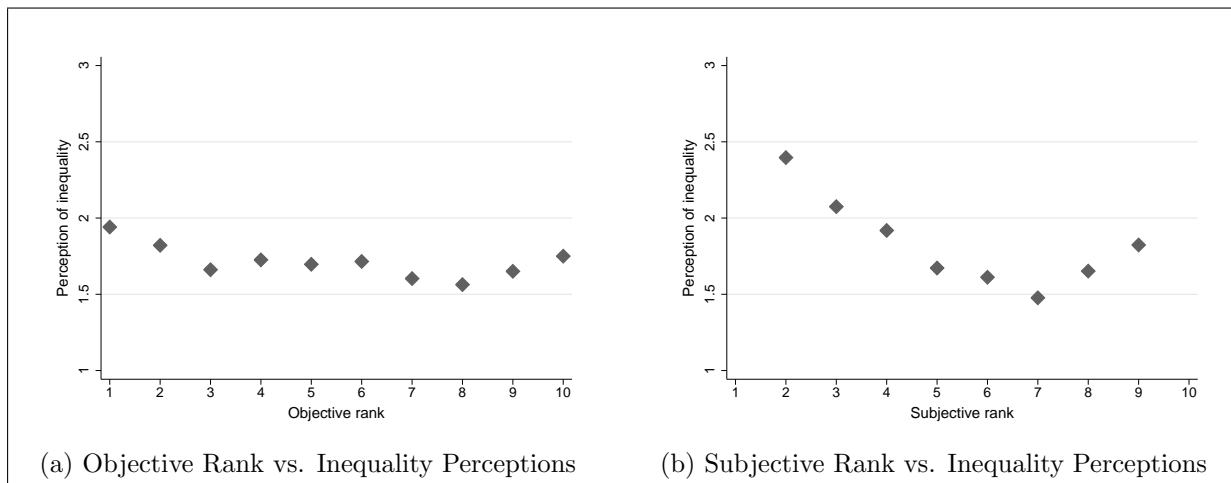 Perception of inequality
3
2.5
2
1.5
1
1 2 3 4 5 6 7 8 9 10
Objective rank
(a) Objective Rank vs. Inequality Perceptions
Perception of inequality
3
2.5
2
1.5
1
1 2 3 4 5 6 7 8 9 10
Subjective rank
(b) Subjective Rank vs. Inequality Perceptions